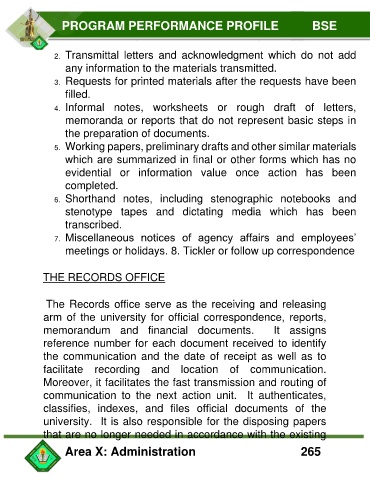 PROGRAM PERFORMANCE PROFILE BSE
2. Transmittal letters and acknowledgment which do not add
any information to the materials transmitted.
3. Requests for printed materials after the requests have been
filled.
4. Informal notes, worksheets or rough draft of letters,
memoranda or reports that do not represent basic steps in
the preparation of documents.
5. Working papers, preliminary drafts and other similar materials
which are summarized in final or other forms which has no
evidential or information value once action has been
completed.
6. Shorthand notes, including stenographic notebooks and
stenotype tapes and dictating media which has been
transcribed.
7. Miscellaneous notices of agency affairs and employees’
meetings or holidays. 8. Tickler or follow up correspondence
THE RECORDS OFFICE
The Records office serve as the receiving and releasing
arm of the university for official correspondence, reports,
memorandum and financial documents. It assigns
reference number for each document received to identify
the communication and the date of receipt as well as to
facilitate recording and location of communication.
Moreover, it facilitates the fast transmission and routing of
communication to the next action unit. It authenticates,
classifies, indexes, and files official documents of the
university. It is also responsible for the disposing papers
that are no longer needed in accordance with the existing
Area X: Administration 265